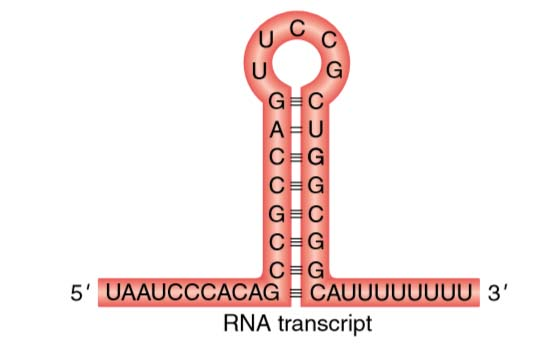 U C C
U G
G≡C
A=U
C≡G
C≡G
G≡C
C≡G
C≡G
5′ UAAUCCCACAG ≡ CAUUUUUUUU 3′
RNA transcript